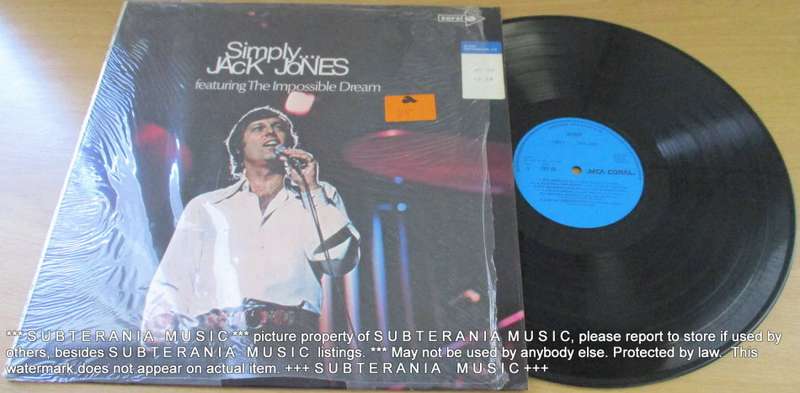 Simply...
JACK JONES
featuring The Impossible Dream
coral
MCA CORAL
*** S U B T E R A N I A   M U S I C *** picture property of S U B T E R A N I A M U S I C, please report to store if used by
others, besides S U B T E R A N I A   M U S I C  listings. *** May not be used by anybody else. Protected by law.  This
watermark does not appear on actual item. +++ S U B T E R A N I A   M U S I C +++